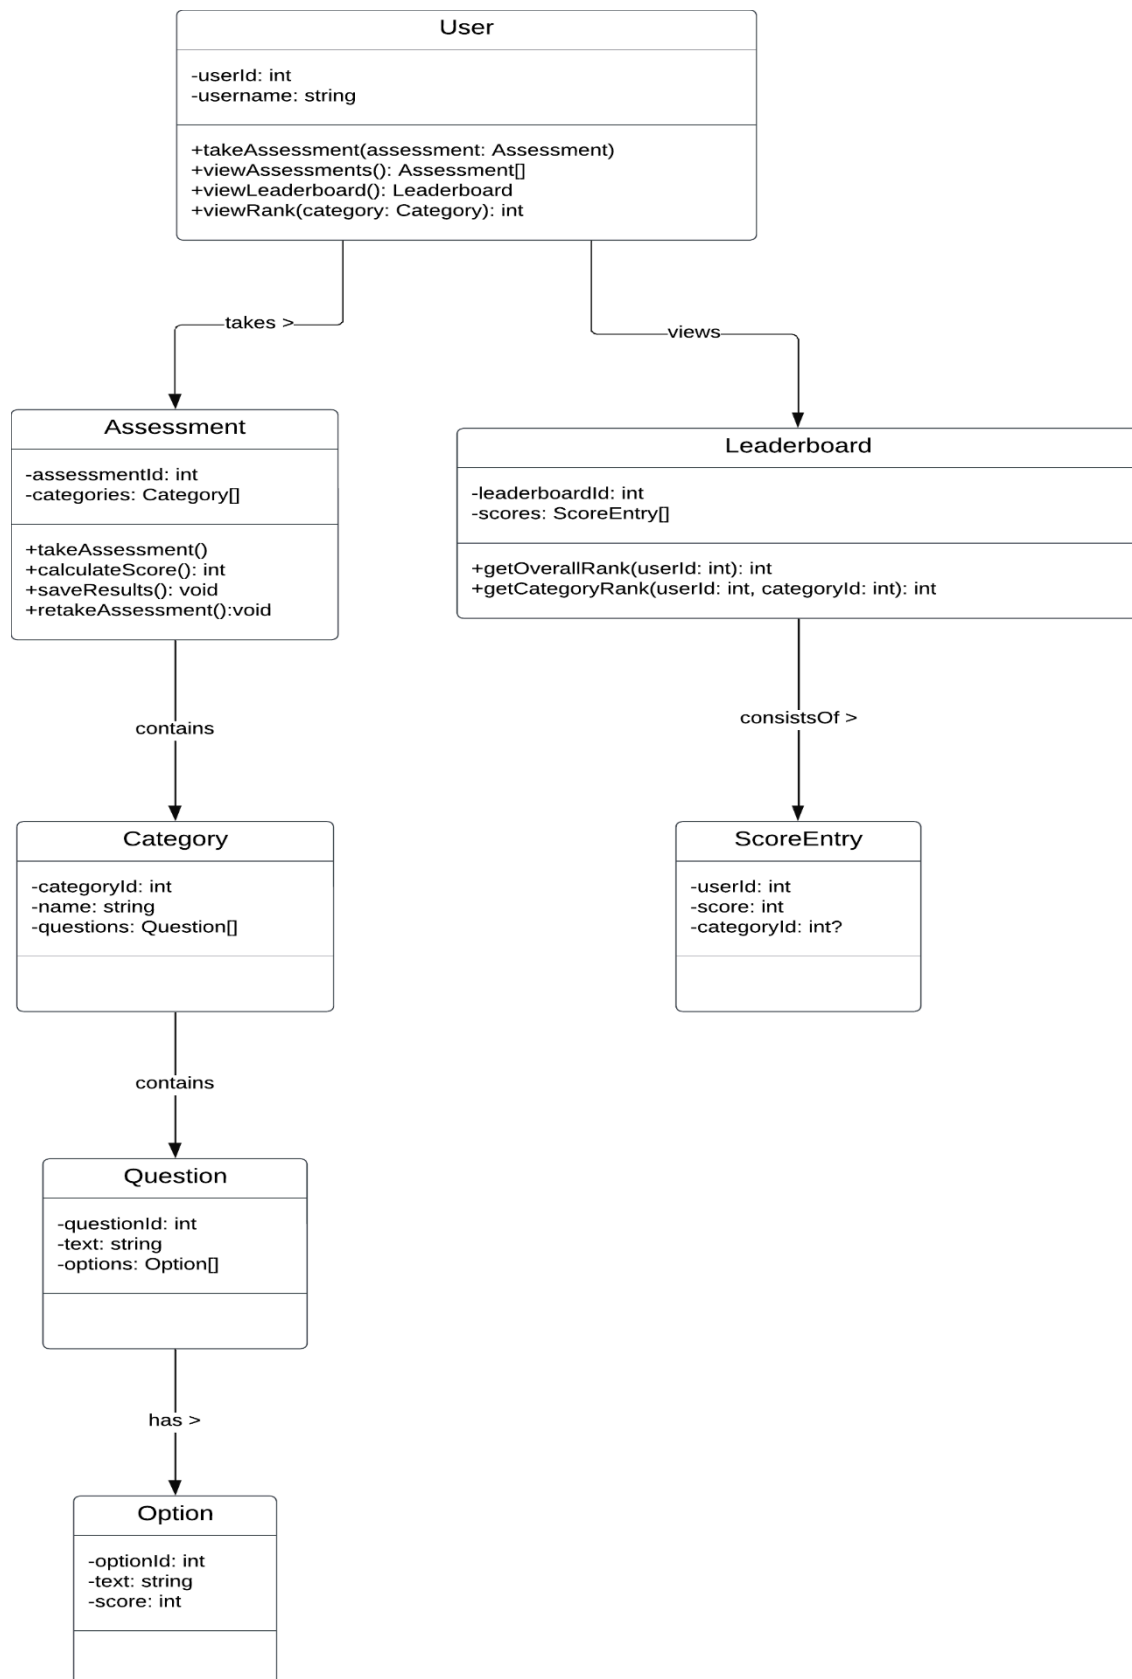 User
-userId: int
-username: string
+takeAssessment(assessment: Assessment)
+viewAssessments(): Assessment[]
+viewLeaderboard(): Leaderboard
+viewRank(category: Category): int
takes >
views
Assessment
-assessmentId: int
-categories: Category[]
+takeAssessment()
+calculateScore(): int
+saveResults(): void
+retakeAssessment():void
Leaderboard
-leaderboardId: int
-scores: ScoreEntry[]
+getOverallRank(userId: int): int
+getCategoryRank(userId: int, categoryId: int): int
contains
consistsOf >
Category
-categoryId: int
-name: string
-questions: Question[]
ScoreEntry
-userId: int
-score: int
-categoryId: int?
contains
Question
-questionId: int
-text: string
-options: Option[]
has >
Option
-optionId: int
-text: string
-score: int